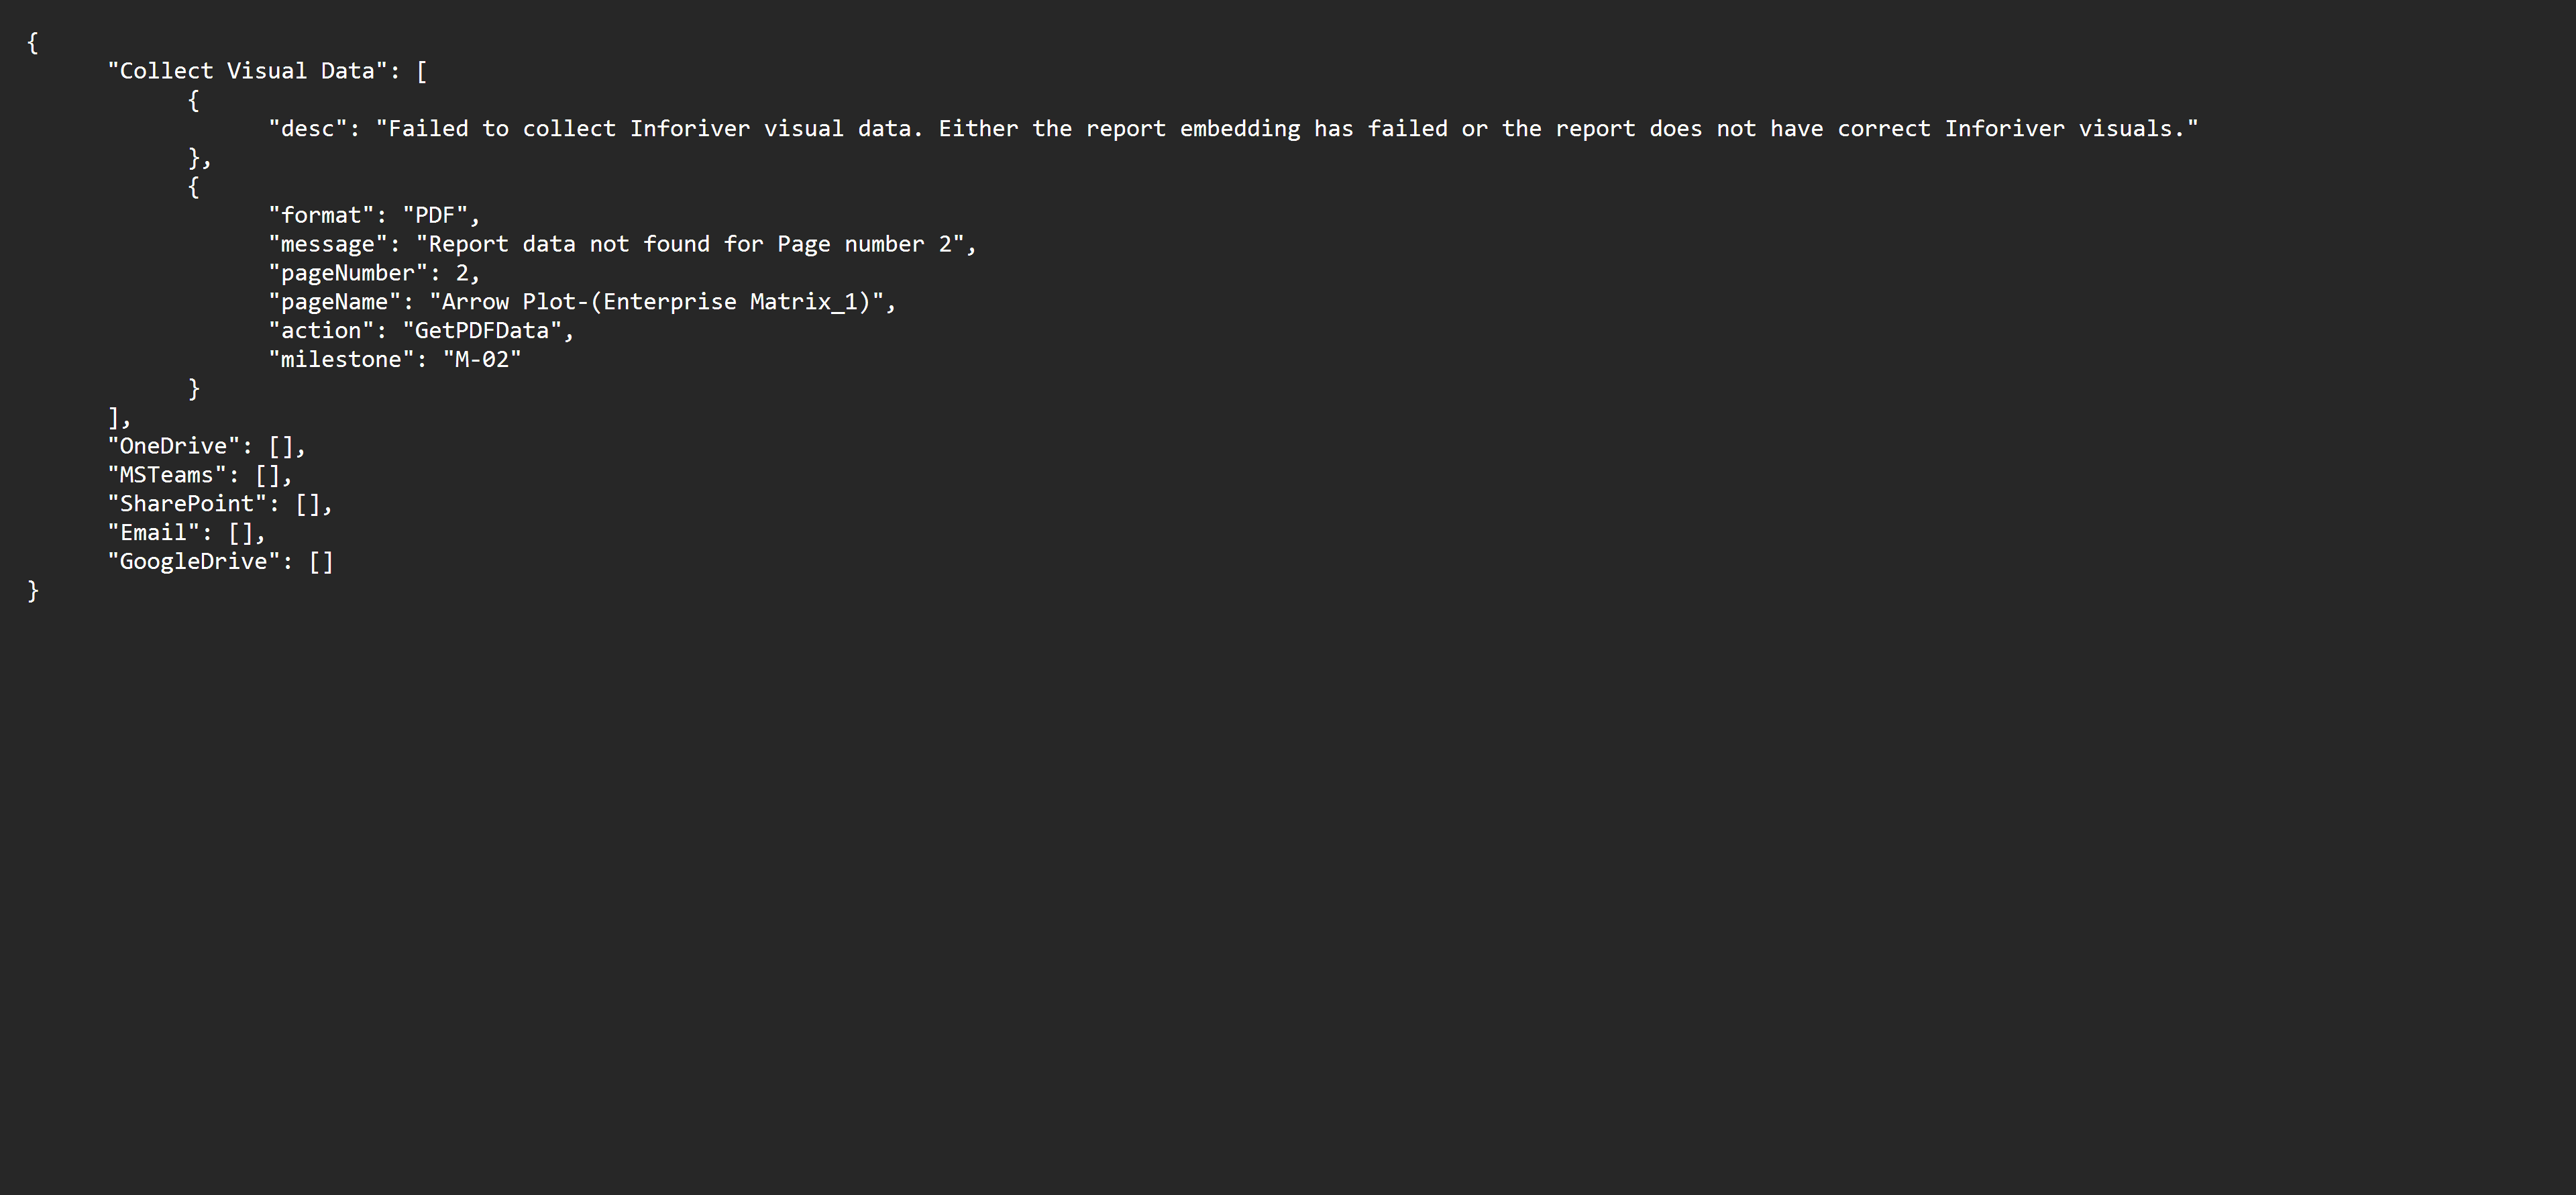 {
"Collect Visual Data": [
{
"desc": "Failed to collect Inforiver visual data. Either the report embedding has failed or the report does not have correct Inforiver visuals."
},
{
"format": "PDF",
"message": "Report data not found for Page number 2",
"pageNumber": 2,
"pageName": "Arrow Plot-(Enterprise Matrix_1)",
"action": "GetPDFData",
"milestone": "M-02"
}
],
"OneDrive": [],
"MSTeams": [],
"SharePoint": [],
"Email": [],
"GoogleDrive": []
}